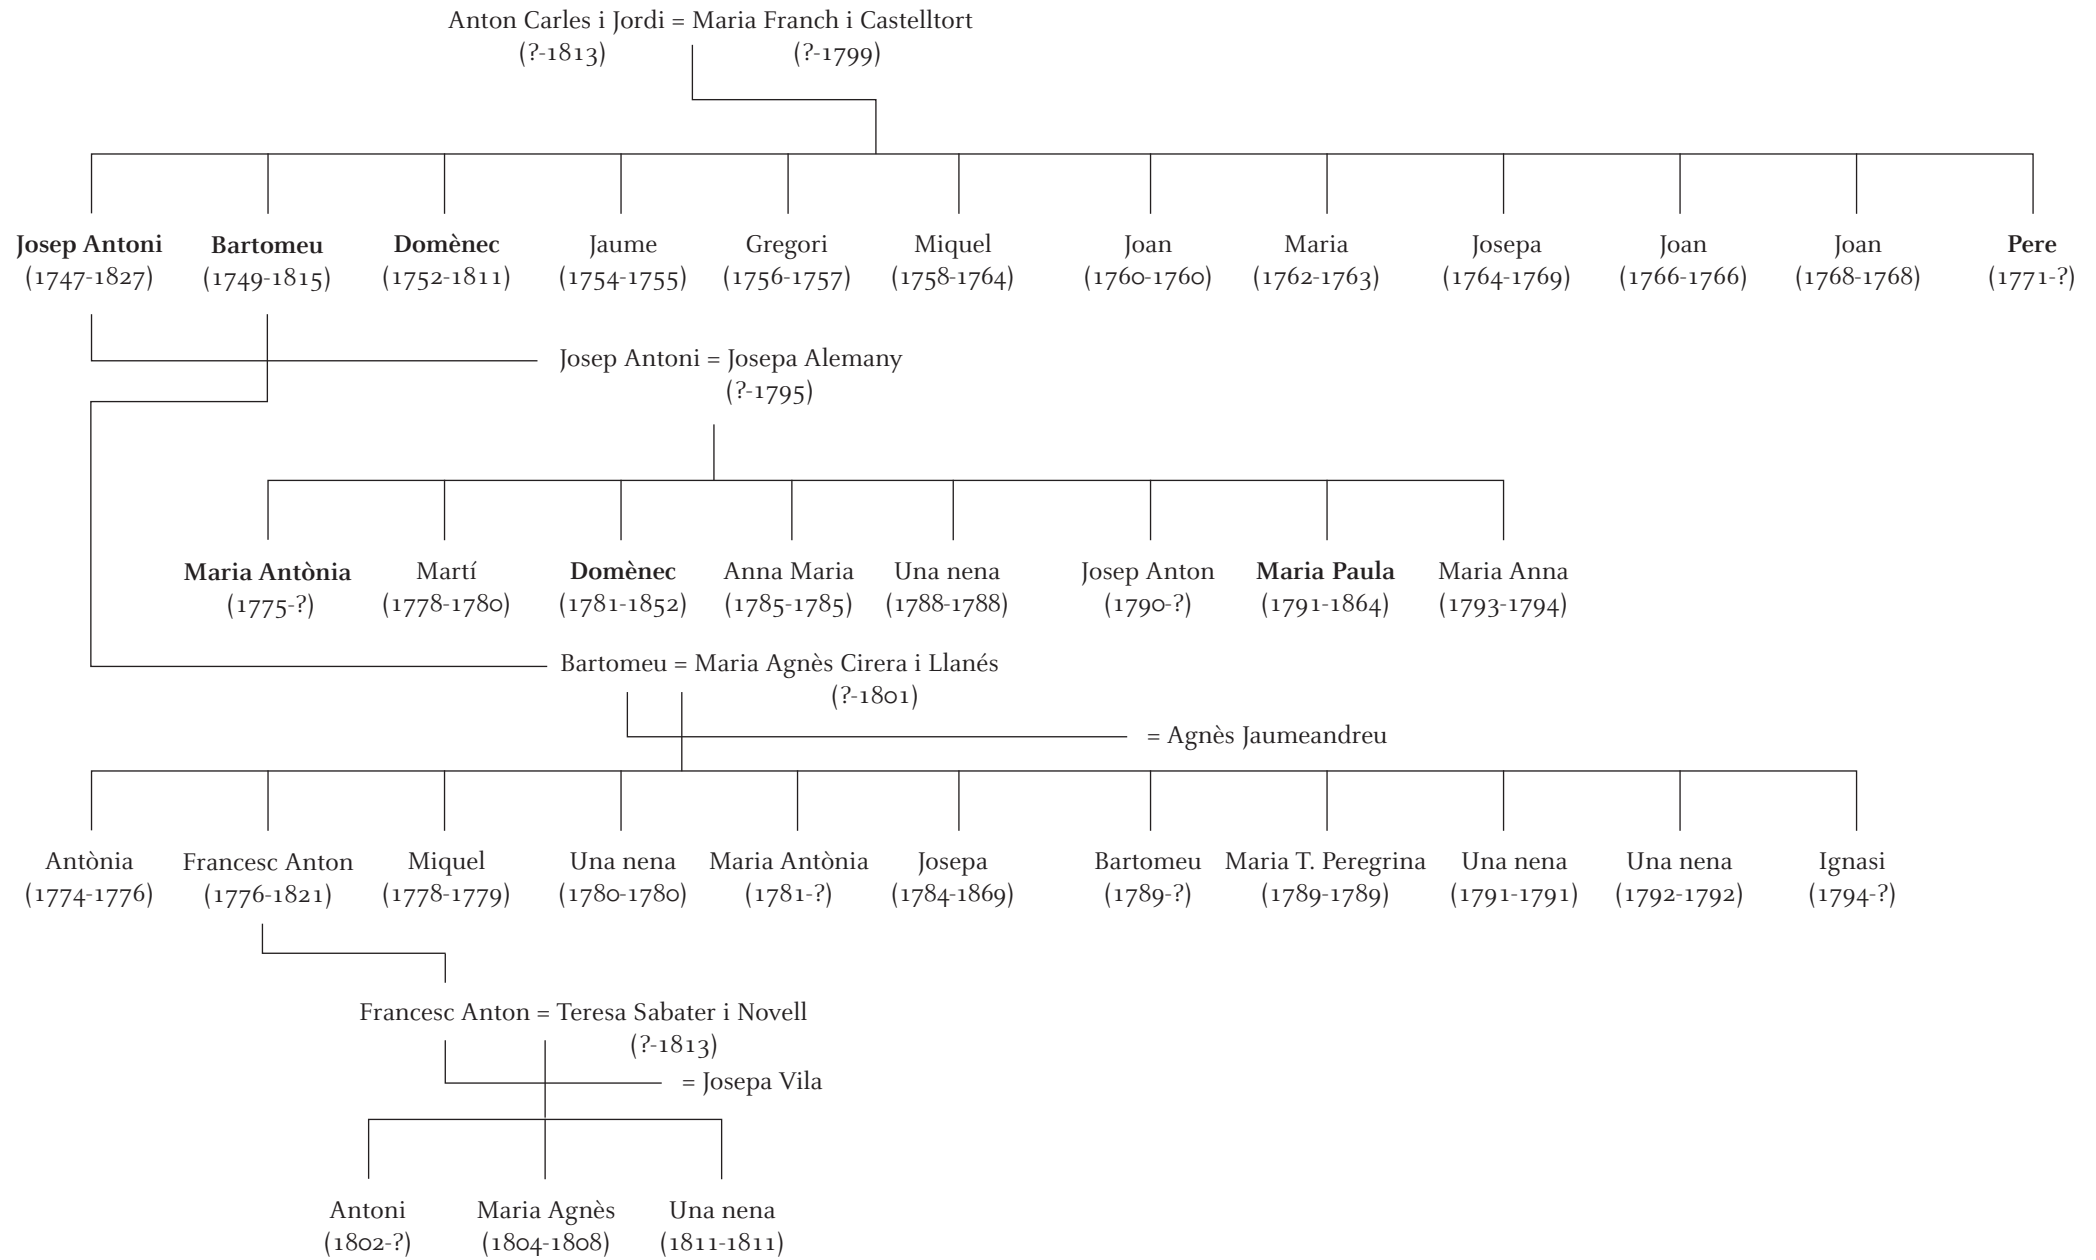 Anton Carles i Jordi = Maria Franch i Castelltort
(?-1813) (?-1799)
Josep Antoni Bartomeu Domènec Jaume Gregori Miquel Joan Maria Josepa Joan Joan Pere
(1747-1827) (1749-1815) (1752-1811) (1754-1755) (1756-1757) (1758-1764) (1760-1760) (1762-1763) (1764-1769) (1766-1766) (1768-1768) (1771-?)
Josep Antoni = Josepa Alemany
(?-1795)
Maria Antònia Martí Domènec Anna Maria Una nena Josep Anton Maria Paula Maria Anna
(1775-?) (1778-1780) (1781-1852) (1785-1785) (1788-1788) (1790-?) (1791-1864) (1793-1794)
Bartomeu = Maria Agnès Cirera i Llanés
(?-1801)
= Agnès Jaumeandreu
Antònia Francesc Anton Miquel Una nena Maria Antònia Josepa Bartomeu Maria T. Peregrina Una nena Una nena Ignasi
(1774-1776) (1776-1821) (1778-1779) (1780-1780) (1781-?) (1784-1869) (1789-?) (1789-1789) (1791-1791) (1792-1792) (1794-?)
Francesc Anton = Teresa Sabater i Novell
(?-1813)
= Josepa Vila
Antoni Maria Agnès Una nena
(1802-?) (1804-1808) (1811-1811)